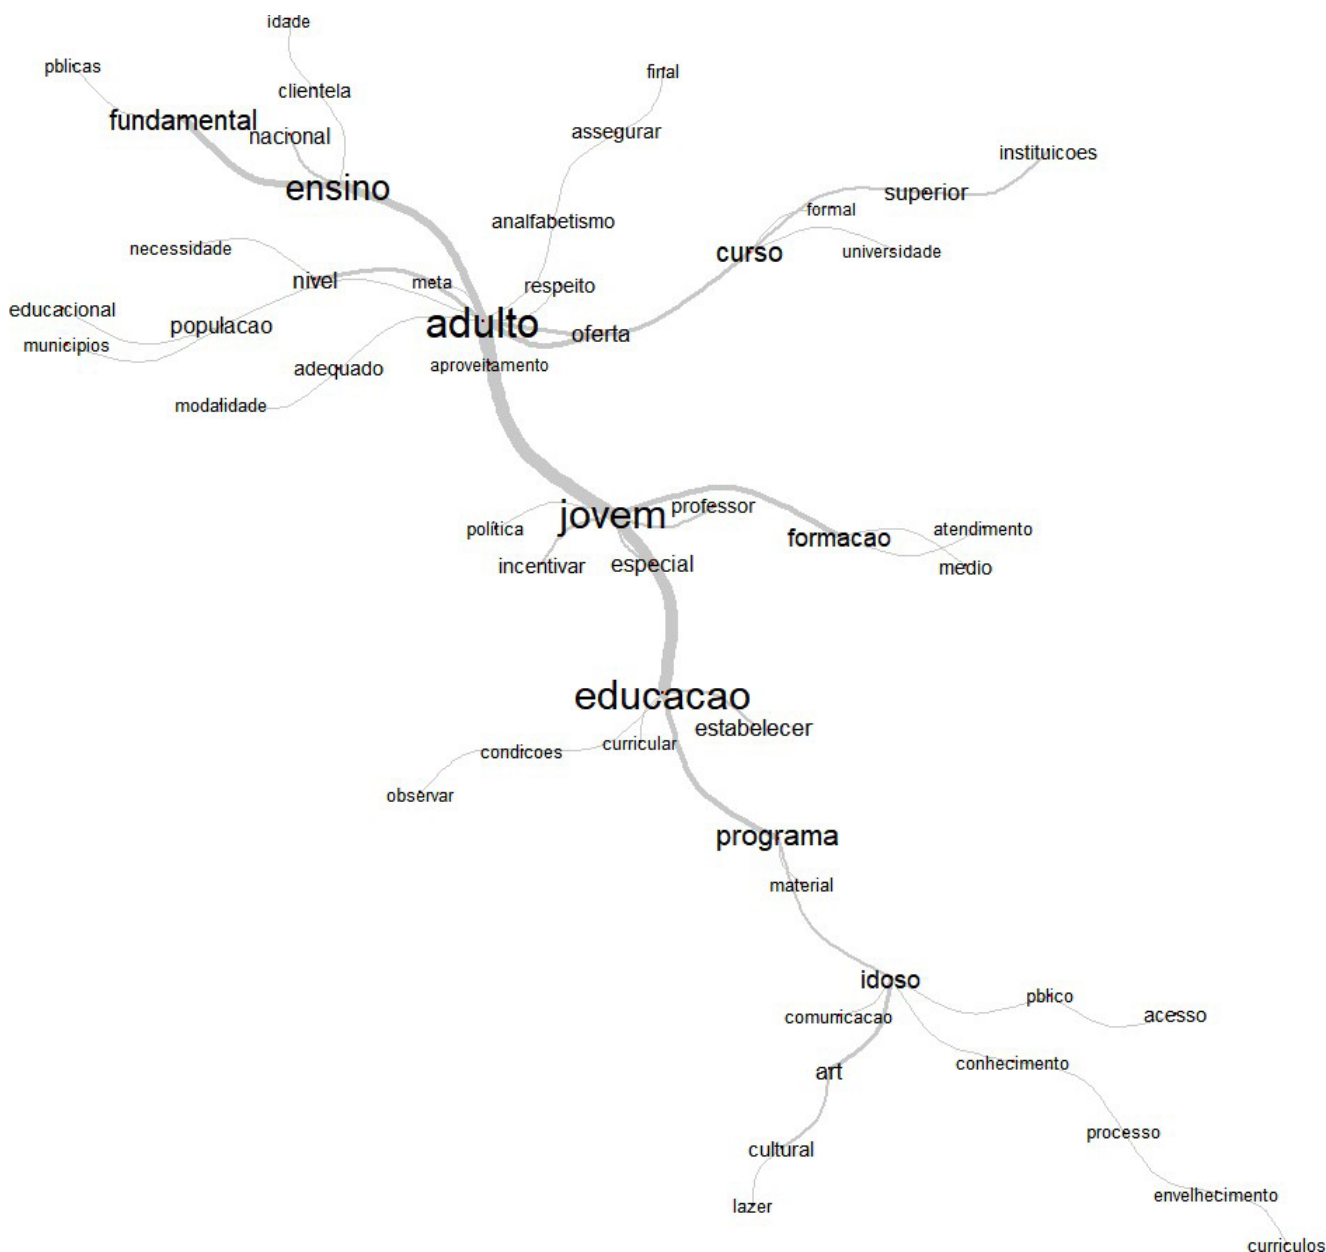 idade
pblicas
final
clientela
fundamental
nacional
assegurar
instituicoes
ensino
superior
formal
analfabetismo
necessidade
curso
universidade
nivel
meta
respeito
educacional
populacao
adulto
oferta
municipios
adequado
aproveitamento
modalidade
professor
jovem
política
atendimento
formacao
incentivar
especial
medio
educacao
estabelecer
curricular
condicoes
observar
programa
material
idoso
pblico
comunicacao
acesso
conhecimento
art
processo
cultural
envelhecimento
lazer
curriculos